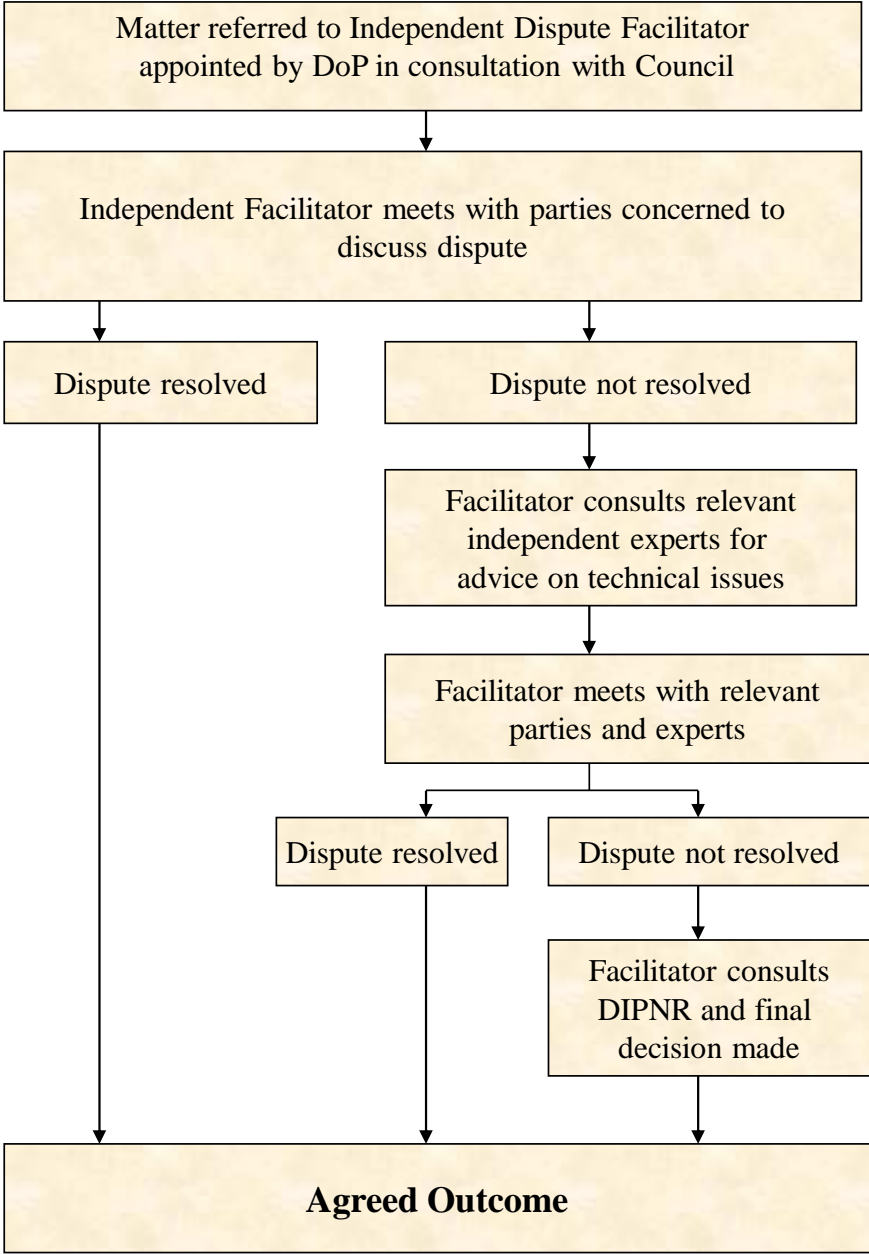 Matter referred to Independent Dispute Facilitator
appointed by DoP in consultation with Council
Independent Facilitator meets with parties concerned to
discuss dispute
Dispute resolved
Dispute not resolved
Facilitator consults relevant
independent experts for
advice on technical issues
Facilitator meets with relevant
parties and experts
Dispute resolved
Dispute not resolved
Facilitator consults
DIPNR and final
decision made
Agreed Outcome